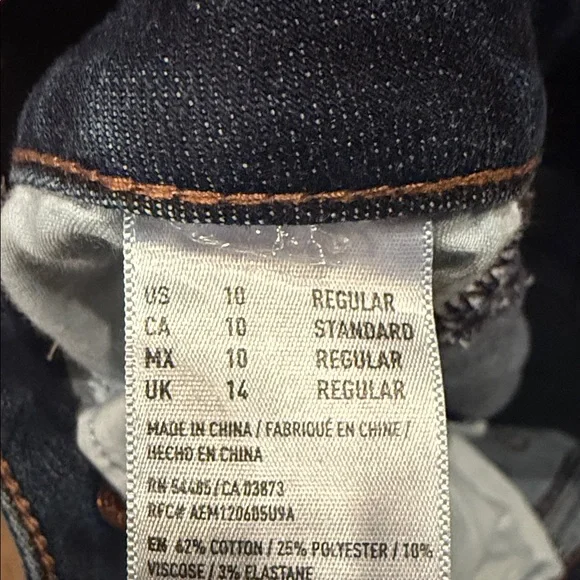 US 10 REGULAR
CA 10 STANDARD
MX 10 REGULAR
UK 14 REGULAR
MADE IN CHINA / FABRIQUÉ EN CHINE /
HECHO EN CHINA
RN 54485 / CA 03873
RFC# AEM120605U9A
EN 62% COTTON / 25% POLYESTER / 10%
VISCOSE / 3% ELASTANE